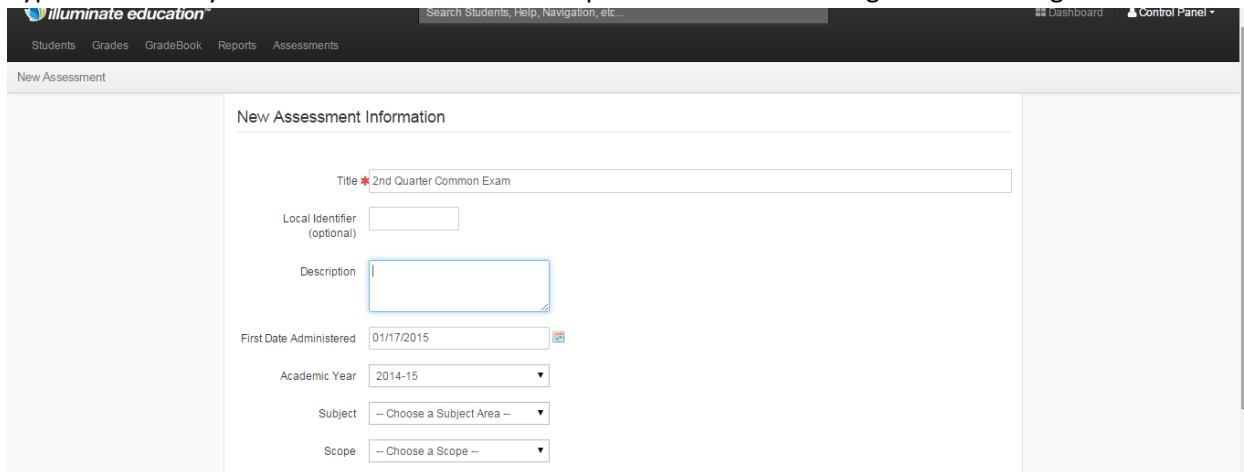 illuminate education™
Search Students, Help, Navigation, etc...
Dashboard Control Panel
Students Grades GradeBook Reports Assessments
New Assessment
New Assessment Information
Title * 2nd Quarter Common Exam
Local Identifier
(optional)
Description
First Date Administered 01/17/2015
Academic Year 2014-15
Subject -- Choose a Subject Area --
Scope -- Choose a Scope --